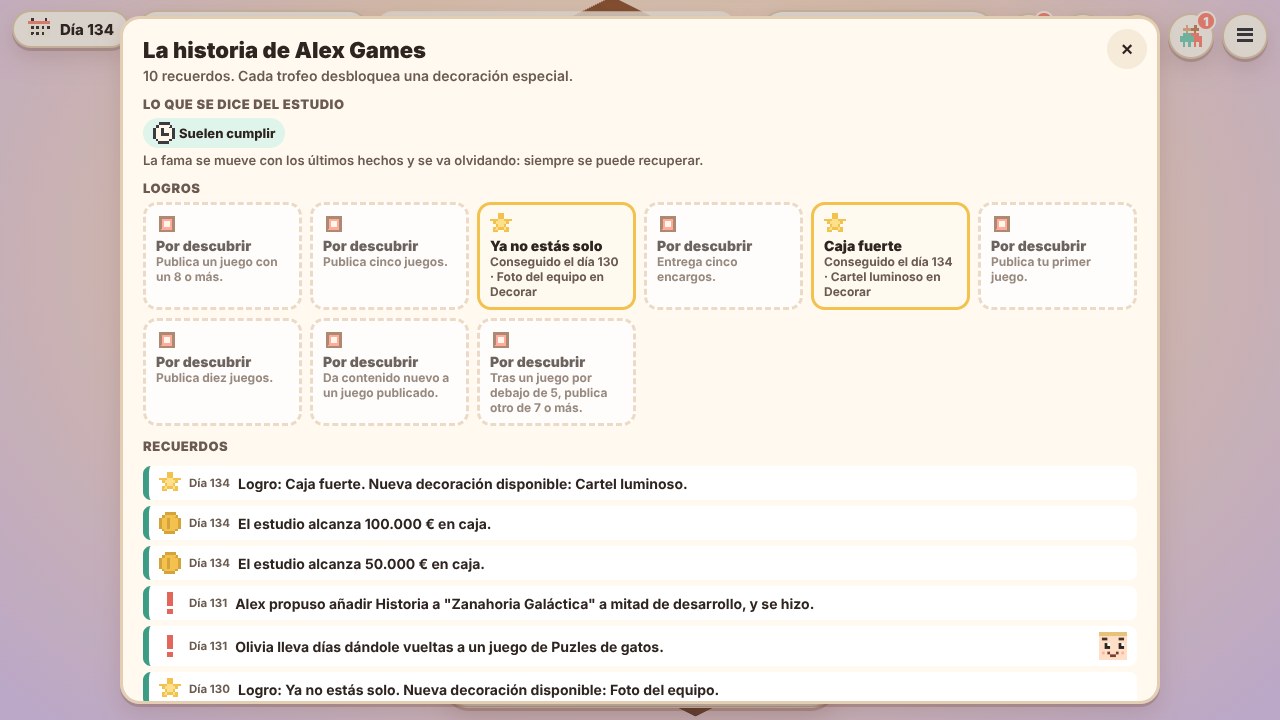 Día 134
1
La historia de Alex Games
10 recuerdos. Cada trofeo desbloquea una decoración especial.
LO QUE SE DICE DEL ESTUDIO
Suelen cumplir
La fama se mueve con los últimos hechos y se va olvidando: siempre se puede recuperar.
LOGROS
Por descubrir
Publica un juego con
un 8 o más.
Por descubrir
Publica cinco juegos.
Ya no estás solo
Conseguido el día 130
· Foto del equipo en
Decorar
Por descubrir
Entrega cinco
encargos.
Caja fuerte
Conseguido el día 134
· Cartel luminoso en
Decorar
Por descubrir
Publica tu primer
juego.
Por descubrir
Publica diez juegos.
Por descubrir
Da contenido nuevo a
un juego publicado.
Por descubrir
Tras un juego por
debajo de 5, publica
otro de 7 o más.
RECUERDOS
Día 134 Logro: Caja fuerte. Nueva decoración disponible: Cartel luminoso.
Día 134 El estudio alcanza 100.000 € en caja.
Día 134 El estudio alcanza 50.000 € en caja.
Día 131 Alex propuso añadir Historia a "Zanahoria Galáctica" a mitad de desarrollo, y se hizo.
Día 131 Olivia lleva días dándole vueltas a un juego de Puzles de gatos.
Día 130 Logro: Ya no estás solo. Nueva decoración disponible: Foto del equipo.